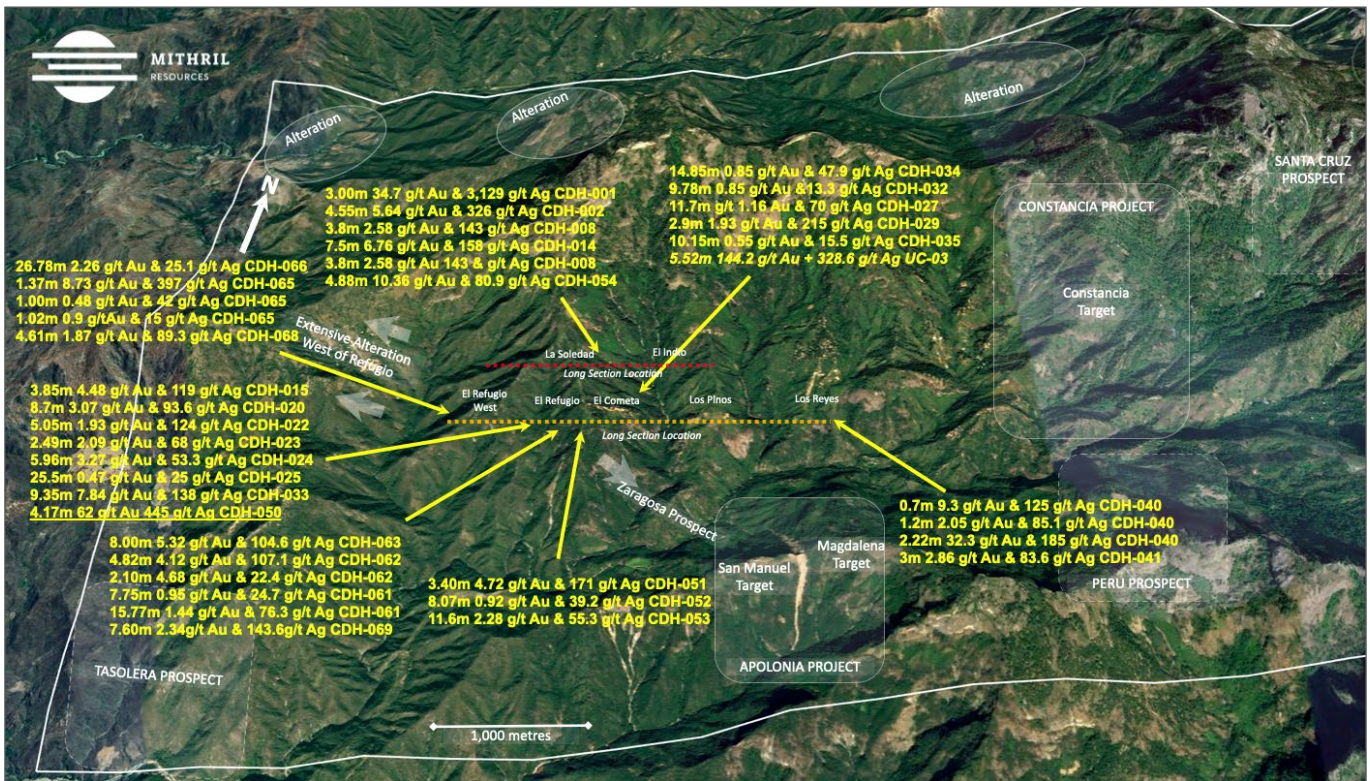 MITHRIL
RESOURCES
Alteration
Alteration
Alteration
SANTA CRUZ
PROSPECT
N
3.00m 34.7 g/t Au & 3,129 g/t Ag CDH-001
4.55m 5.64 g/t Au & 326 g/t Ag CDH-002
3.8m 2.58 g/t Au & 143 g/t Ag CDH-008
7.5m 6.76 g/t Au & 158 g/t Ag CDH-014
3.8m 2.58 g/t Au 143 & g/t Ag CDH-008
4.88m 10.36 g/t Au & 80.9 g/t Ag CDH-054
14.85m 0.85 g/t Au & 47.9 g/t Ag CDH-034
9.78m 0.85 g/t Au &13.3 g/t Ag CDH-032
11.7m g/t 1.16 Au & 70 g/t Ag CDH-027
2.9m 1.93 g/t Au & 215 g/t Ag CDH-029
10.15m 0.55 g/t Au & 15.5 g/t Ag CDH-035
5.52m 144.2 g/t Au + 328.6 g/t Ag UC-03
CONSTANCIA PROJECT
Constancia
Target
26.78m 2.26 g/t Au & 25.1 g/t Ag CDH-066
1.37m 8.73 g/t Au & 397 g/t Ag CDH-065
1.00m 0.48 g/t Au & 42 g/t Ag CDH-065
1.02m 0.9 g/tAu & 15 g/t Ag CDH-065
4.61m 1.87 g/t Au & 89.3 g/t Ag CDH-068
Extensive Alteration
West of Refugio
La Soledad
El Indio
Long Section Location
El Refugio
West
El Refugio
El Cometa
Los PInos
Los Reyes
Long Section Location
3.85m 4.48 g/t Au & 119 g/t Ag CDH-015
8.7m 3.07 g/t Au & 93.6 g/t Ag CDH-020
5.05m 1.93 g/t Au & 124 g/t Ag CDH-022
2.49m 2.09 g/t Au & 68 g/t Ag CDH-023
5.96m 3.27 g/t Au & 53.3 g/t Ag CDH-024
25.5m 0.47 g/t Au & 25 g/t Ag CDH-025
9.35m 7.84 g/t Au & 138 g/t Ag CDH-033
4.17m 62 g/t Au 445 g/t Ag CDH-050
Zaragosa Prospect
8.00m 5.32 g/t Au & 104.6 g/t Ag CDH-063
4.82m 4.12 g/t Au & 107.1 g/t Ag CDH-062
2.10m 4.68 g/t Au & 22.4 g/t Ag CDH-062
7.75m 0.95 g/t Au & 24.7 g/t Ag CDH-061
15.77m 1.44 g/t Au & 76.3 g/t Ag CDH-061
7.60m 2.34g/t Au & 143.6g/t Ag CDH-069
3.40m 4.72 g/t Au & 171 g/t Ag CDH-051
8.07m 0.92 g/t Au & 39.2 g/t Ag CDH-052
11.6m 2.28 g/t Au & 55.3 g/t Ag CDH-053
San Manuel
Target
Magdalena
Target
APOLONIA PROJECT
0.7m 9.3 g/t Au & 125 g/t Ag CDH-040
1.2m 2.05 g/t Au & 85.1 g/t Ag CDH-040
2.22m 32.3 g/t Au & 185 g/t Ag CDH-040
3m 2.86 g/t Au & 83.6 g/t Ag CDH-041
PERU PROSPECT
TASOLERA PROSPECT
1,000 metres